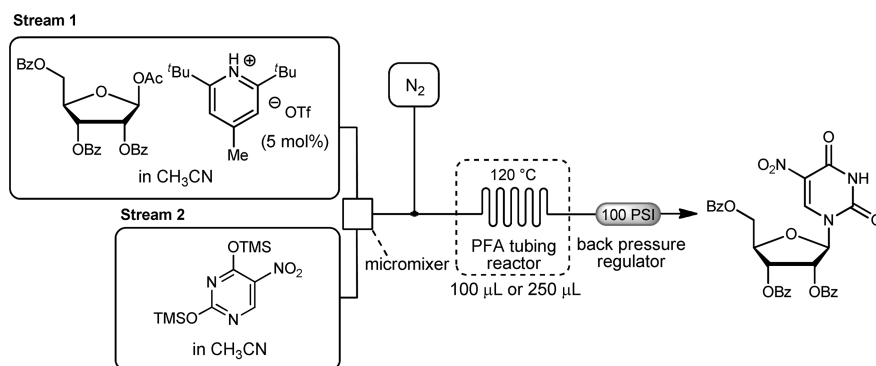 Stream 1
BzO
O
OAc
OBz
OBz
ᵗBu
NH
⊕
ᵗBu
⊖
OTf
(5 mol%)
Me
in CH₃CN
Stream 2
OTMS
N
NO₂
TMSO
N
in CH₃CN
micromixer
N₂
120 °C
PFA tubing
reactor
100 μL or 250 μL
100 PSI
back pressure
regulator
O
O₂N
NH
N
O
BzO
O
OBz
OBz